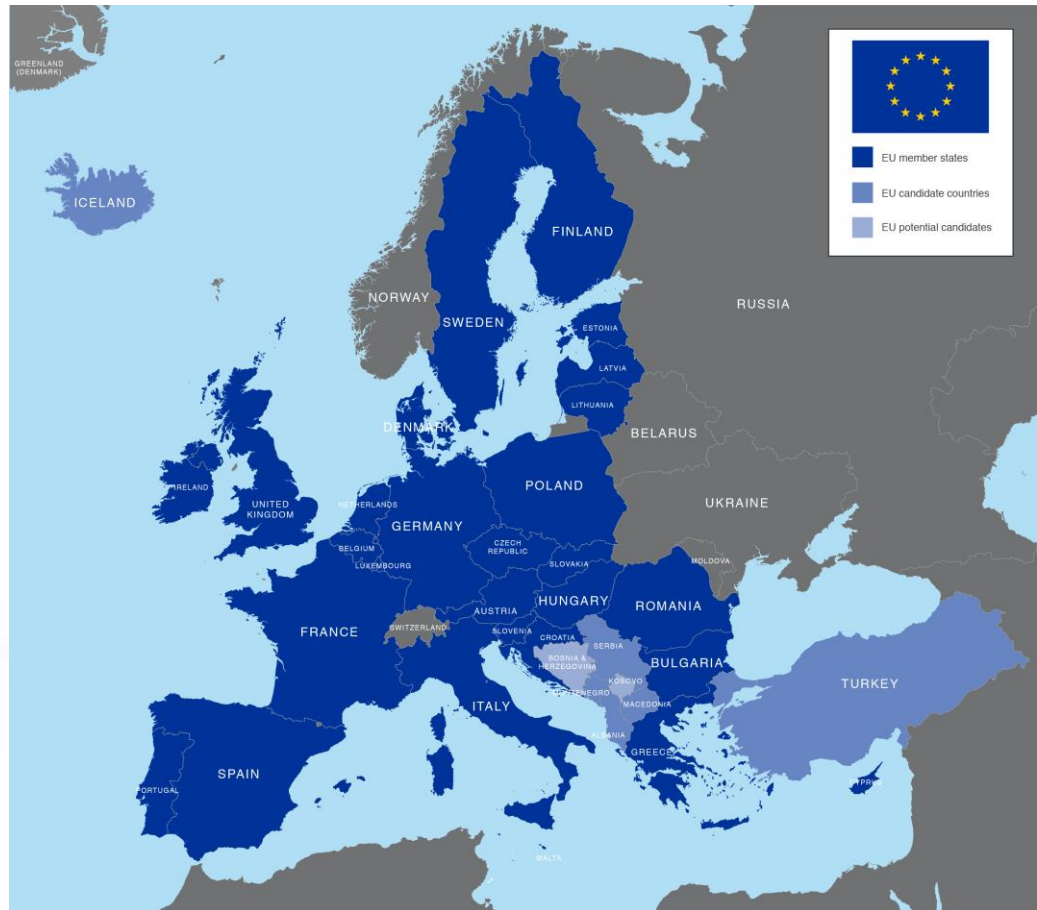 GREENLAND
(DENMARK)
EU member states
EU candidate countries
EU potential candidates
ICELAND
FINLAND
NORWAY
RUSSIA
SWEDEN
ESTONIA
LATVIA
LITHUANIA
DENMARK
BELARUS
IRELAND
POLAND
UNITED
KINGDOM
NETHERLANDS
UKRAINE
GERMANY
BELGIUM
CZECH
REPUBLIC
LUXEMBOURG
SLOVAKIA
MOLDOVA
HUNGARY
ROMANIA
AUSTRIA
FRANCE
SWITZERLAND
SLOVENIA
CROATIA
SERBIA
BOSNIA &
HERZEGOVINA
BULGARIA
KOSOVO
TURKEY
MONTENEGRO
ITALY
MACEDONIA
ALBANIA
GREECE
SPAIN
CYPRUS
PORTUGAL
MALTA